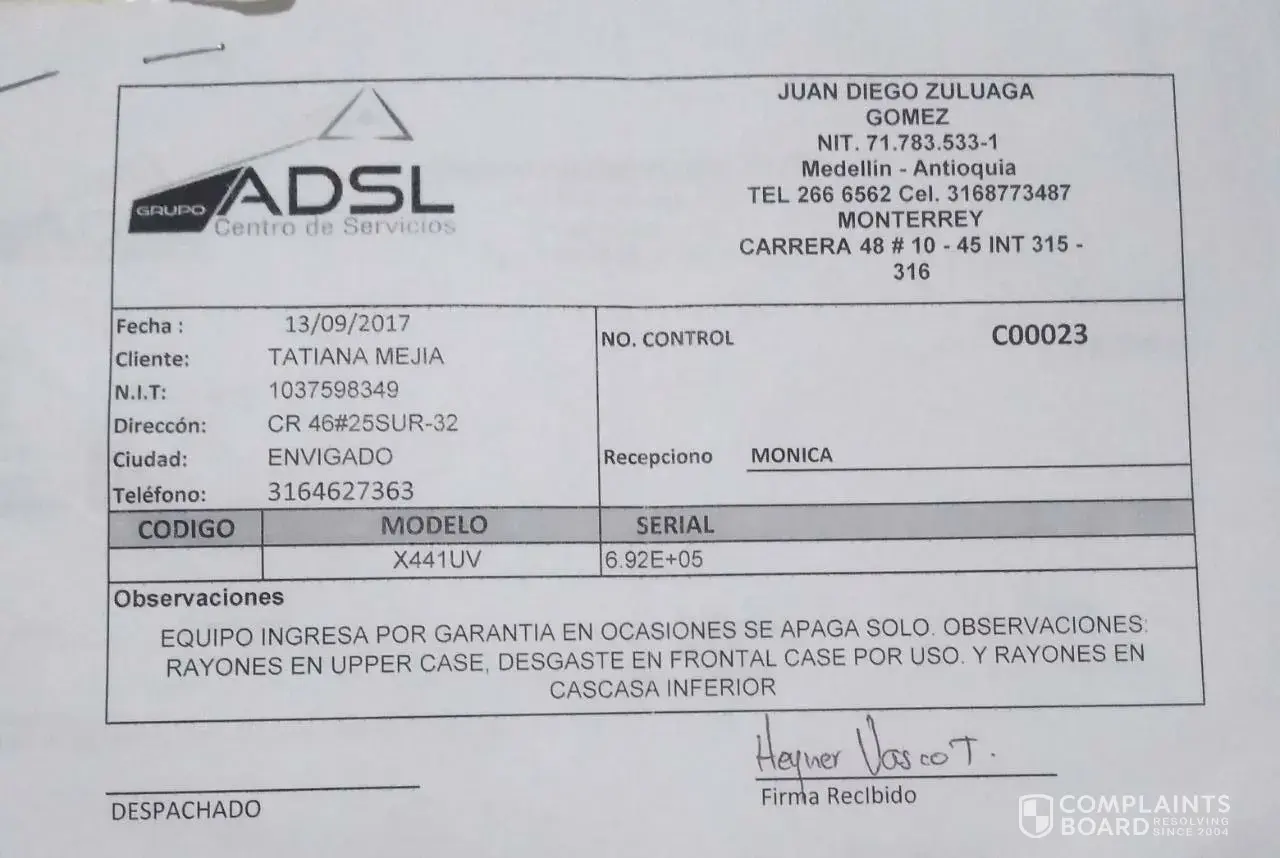 GRUPO ADSL
Centro de Servicios
JUAN DIEGO ZULUAGA
GOMEZ
NIT. 71.783.533-1
Medellin - Antioquia
TEL 266 6562 Cel. 3168773487
MONTERREY
CARRERA 48 # 10 - 45 INT 315 -
316
Fecha : 13/09/2017
Cliente: TATIANA MEJIA
N.I.T: 1037598349
Direccón: CR 46#25SUR-32
Ciudad: ENVIGADO
Teléfono: 3164627363
NO. CONTROL C00023
Recepciono MONICA
CODIGO MODELO SERIAL
X441UV 6.92E+05
Observaciones
EQUIPO INGRESA POR GARANTIA EN OCASIONES SE APAGA SOLO. OBSERVACIONES:
RAYONES EN UPPER CASE, DESGASTE EN FRONTAL CASE POR USO. Y RAYONES EN
CASCASA INFERIOR
Heyner Vasco T.
DESPACHADO
Firma RecIbido
COMPLAINTS
BOARD RESOLVING
SINCE 2004